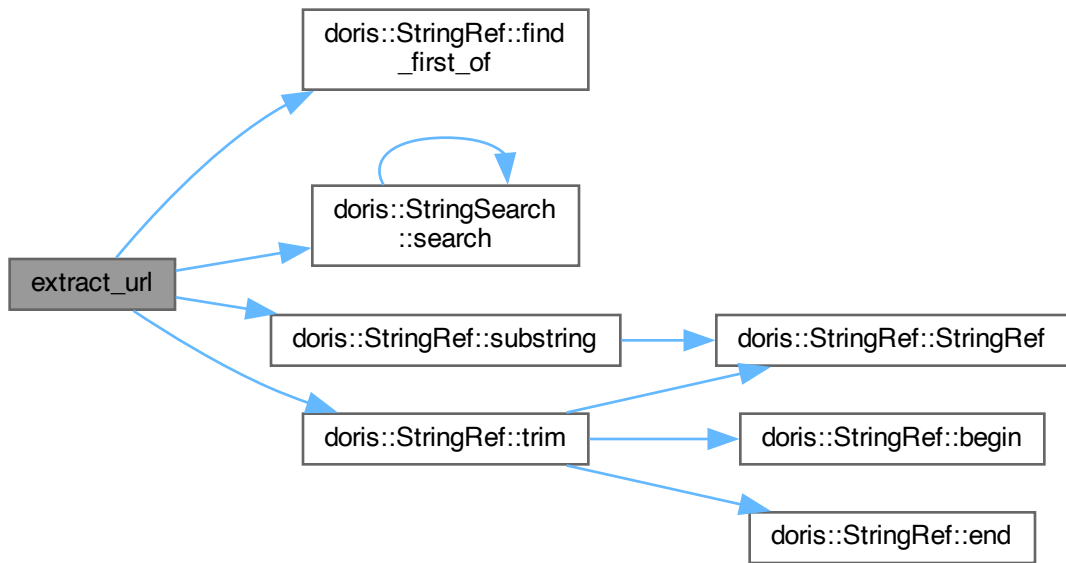 doris::StringRef::find
_first_of
doris::StringSearch
::search
extract_url
doris::StringRef::substring
doris::StringRef::StringRef
doris::StringRef::trim
doris::StringRef::begin
doris::StringRef::end